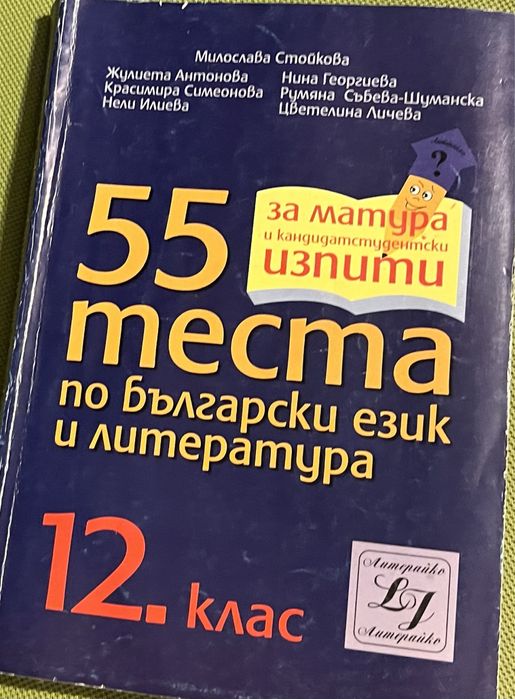 Милослава Стойкова
Жулиета Антонова Нина Георгиева
Красимира Симеонова Румяна Събева-Шуманска
Нели Илиева Цветелина Личева
?
за матура
и кандидатстудентски
изпити
55
теста
по български език
и литература
12. клас
Литерайко
LJ
Литерайко